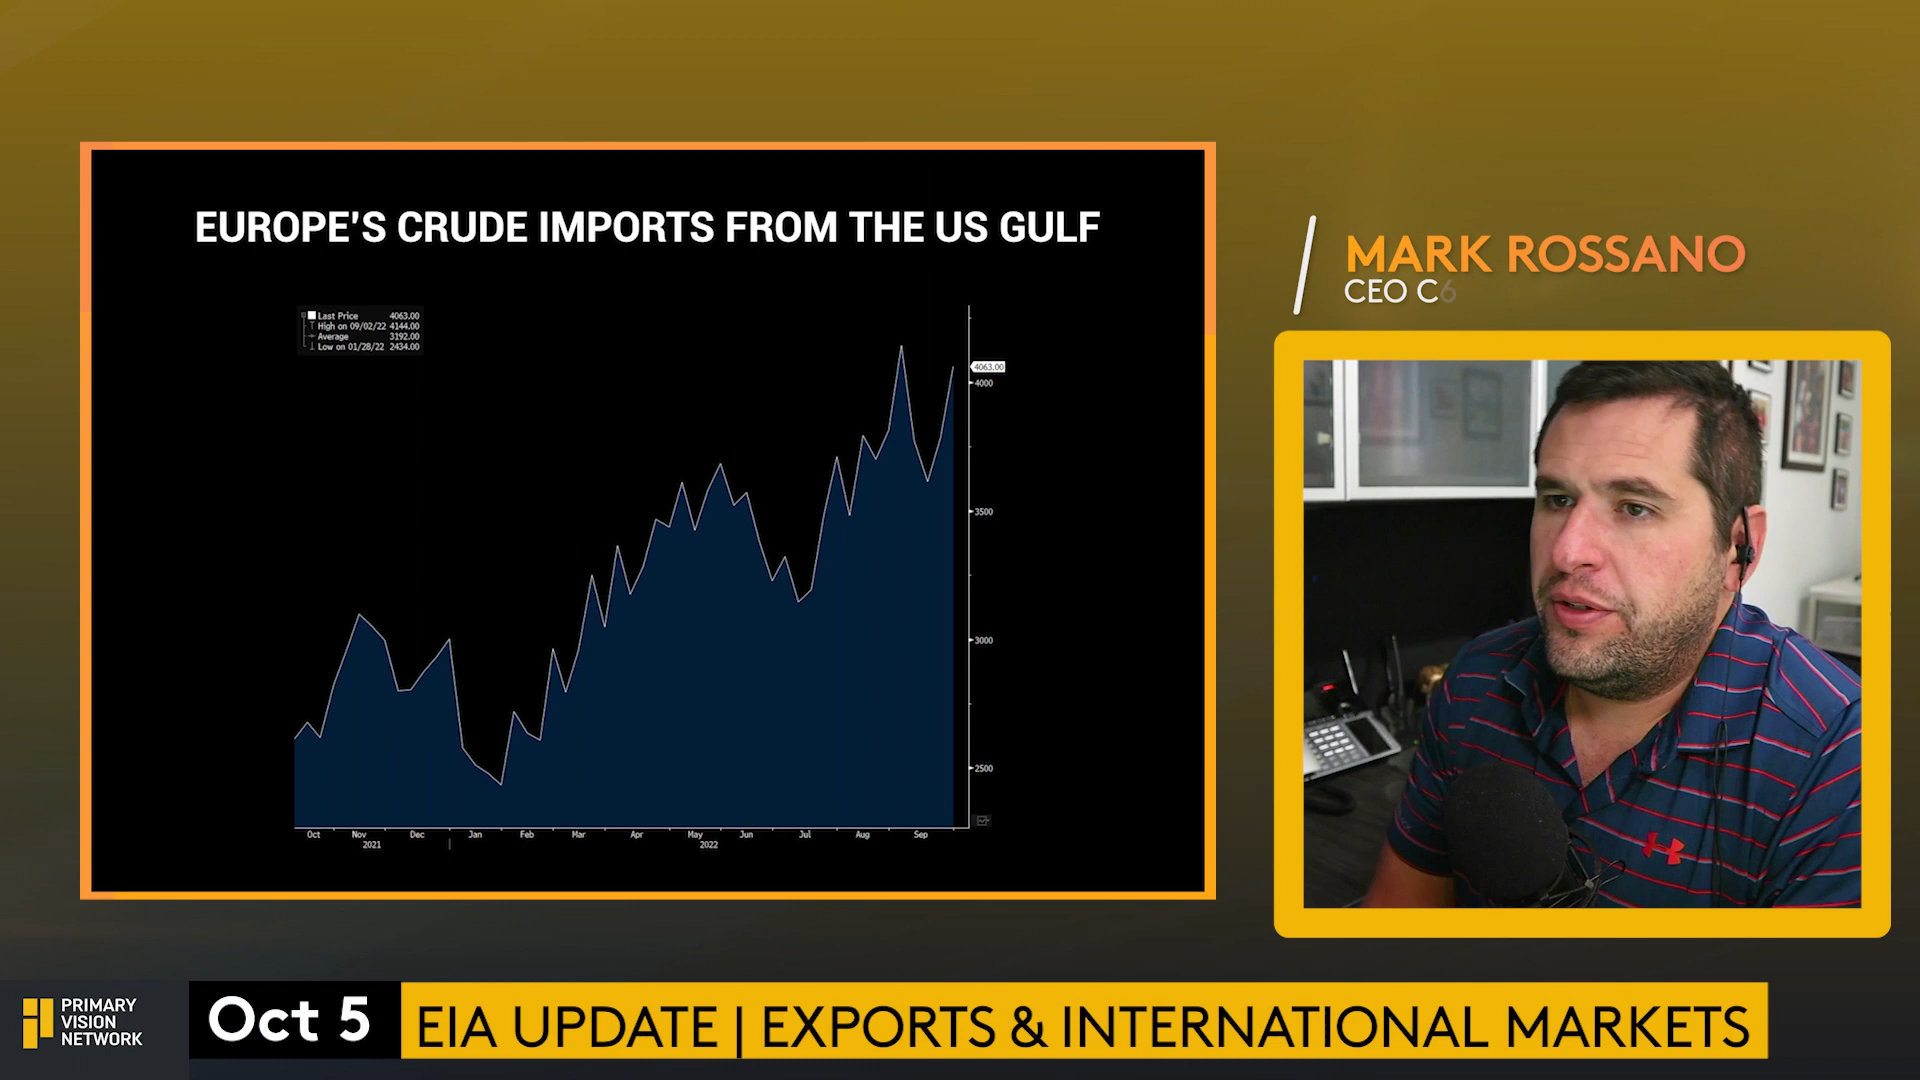 EUROPE'S CRUDE IMPORTS FROM THE US GULF
Last Price 4063.00
High on 09/02/22 4144.00
Average 3192.00
Low on 01/28/22 2434.00
4063.00
4000
3500
3000
2500
Oct Nov Dec Jan Feb Mar Apr May Jun Jul Aug Sep
2021 2022
MARK ROSSANO
CEO C6
PRIMARY
VISION
NETWORK
Oct 5
EIA UPDATE | EXPORTS & INTERNATIONAL MARKETS